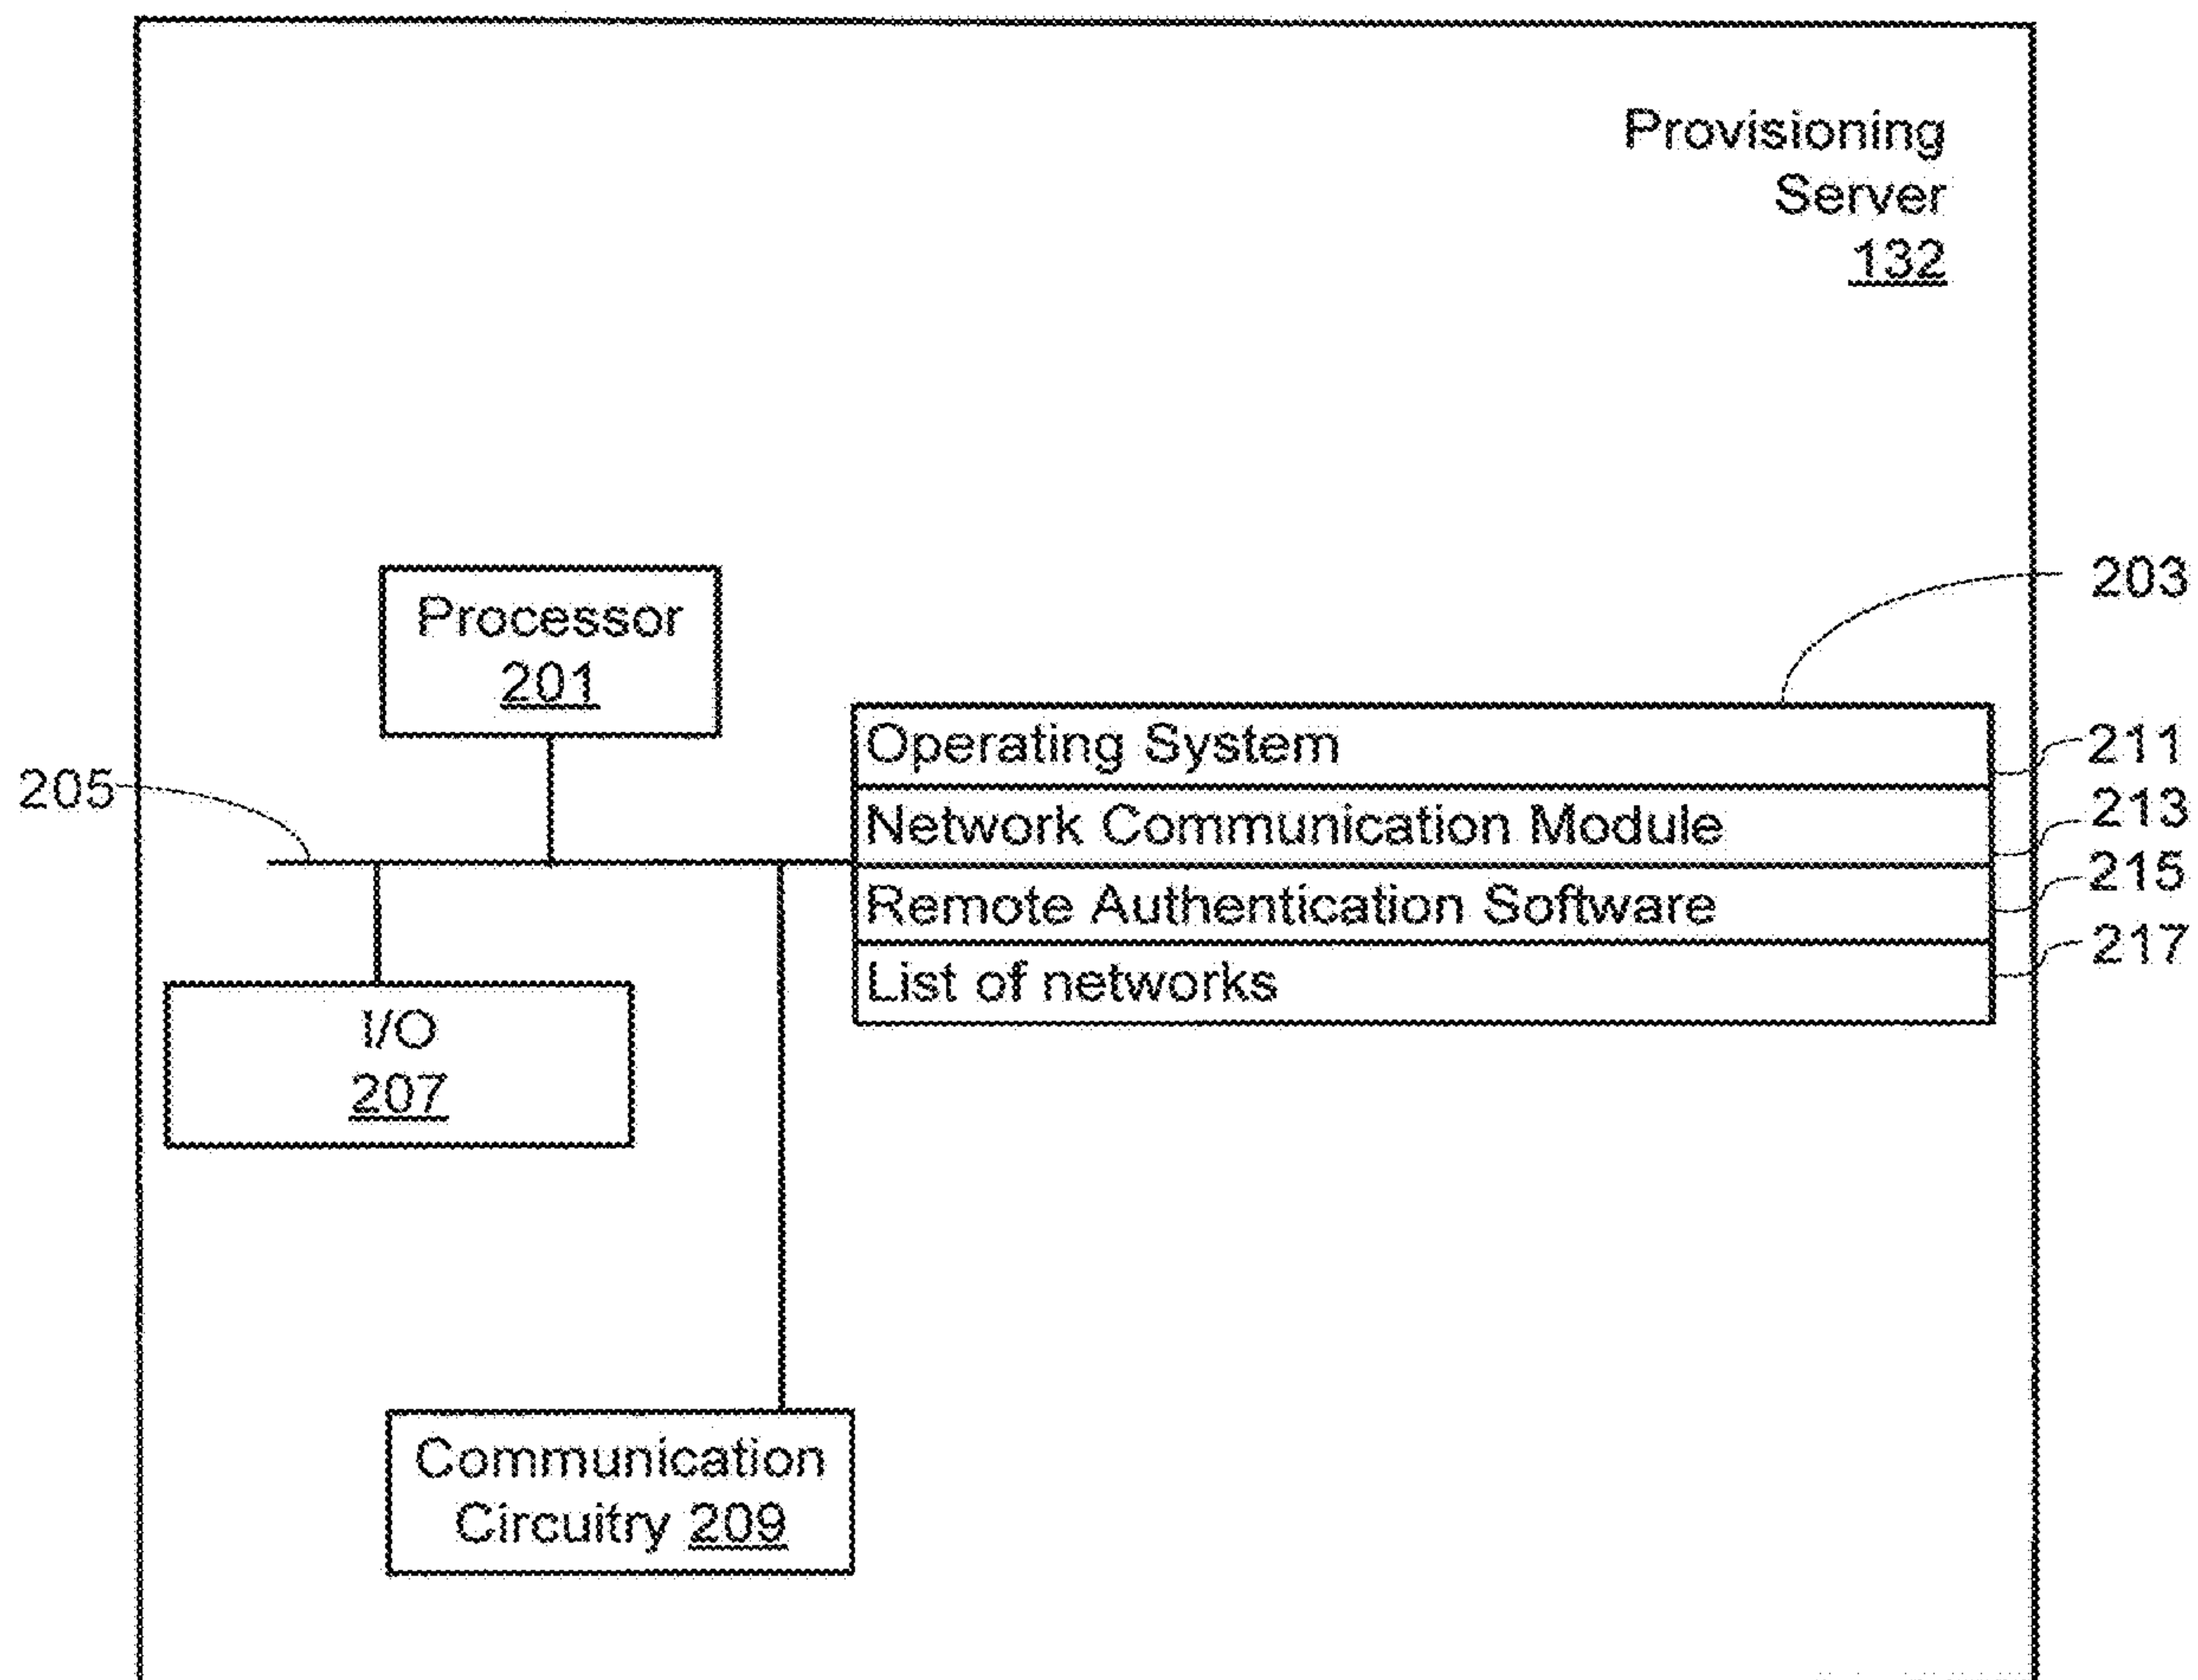 Provisioning
Server
132
Processor
201
203
Operating System
211
205
Network Communication Module
213
Remote Authentication Software
215
List of networks
217
I/O
207
Communication
Circuitry 209